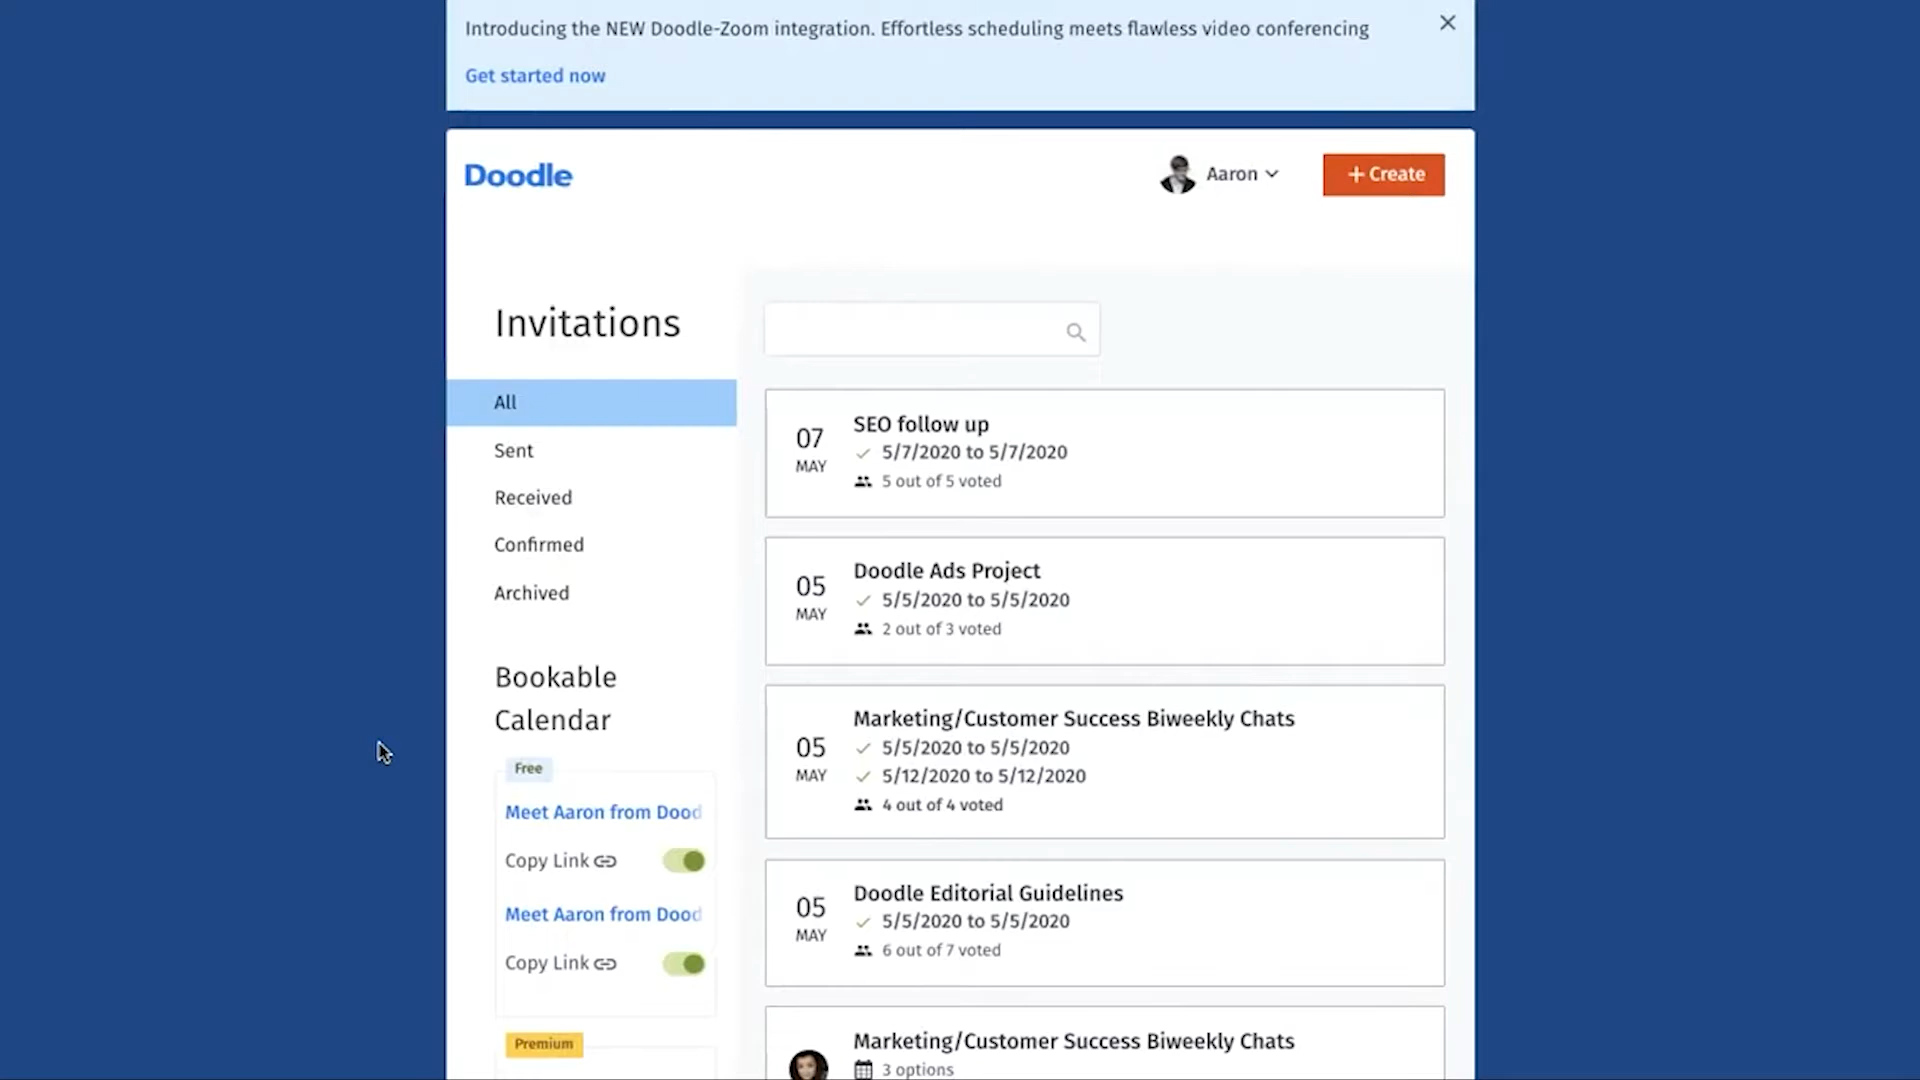 Introducing the NEW Doodle-Zoom integration. Effortless scheduling meets flawless video conferencing
Get started now
Doodle
Aaron
+ Create
Invitations
All
Sent
Received
Confirmed
Archived
Bookable
Calendar
Free
Meet Aaron from Dood
Copy Link
Meet Aaron from Dood
Copy Link
Premium
07
MAY
SEO follow up
5/7/2020 to 5/7/2020
5 out of 5 voted
05
MAY
Doodle Ads Project
5/5/2020 to 5/5/2020
2 out of 3 voted
05
MAY
Marketing/Customer Success Biweekly Chats
5/5/2020 to 5/5/2020
5/12/2020 to 5/12/2020
4 out of 4 voted
05
MAY
Doodle Editorial Guidelines
5/5/2020 to 5/5/2020
6 out of 7 voted
Marketing/Customer Success Biweekly Chats
3 options